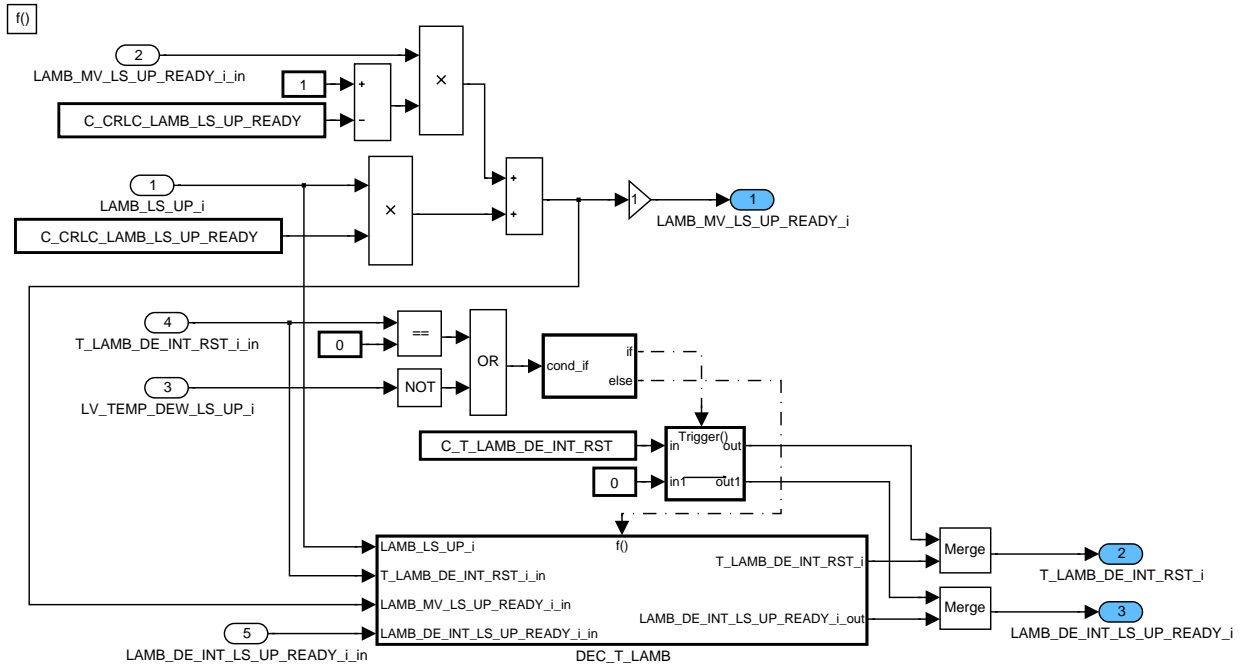 f()
2
LAMB_MV_LS_UP_READY_i_in
1
+
−
×
C_CRLC_LAMB_LS_UP_READY
1
LAMB_LS_UP_i
×
C_CRLC_LAMB_LS_UP_READY
+
+
1
1
LAMB_MV_LS_UP_READY_i
4
T_LAMB_DE_INT_RST_i_in
0
==
3
LV_TEMP_DEW_LS_UP_i
NOT
OR
cond_if
if
else
C_T_LAMB_DE_INT_RST
0
Trigger()
in
out
in1
out1
f()
LAMB_LS_UP_i
T_LAMB_DE_INT_RST_i_in
LAMB_MV_LS_UP_READY_i_in
LAMB_DE_INT_LS_UP_READY_i_in
T_LAMB_DE_INT_RST_i
LAMB_DE_INT_LS_UP_READY_i_out
DEC_T_LAMB
5
LAMB_DE_INT_LS_UP_READY_i_in
Merge
2
T_LAMB_DE_INT_RST_i
Merge
3
LAMB_DE_INT_LS_UP_READY_i